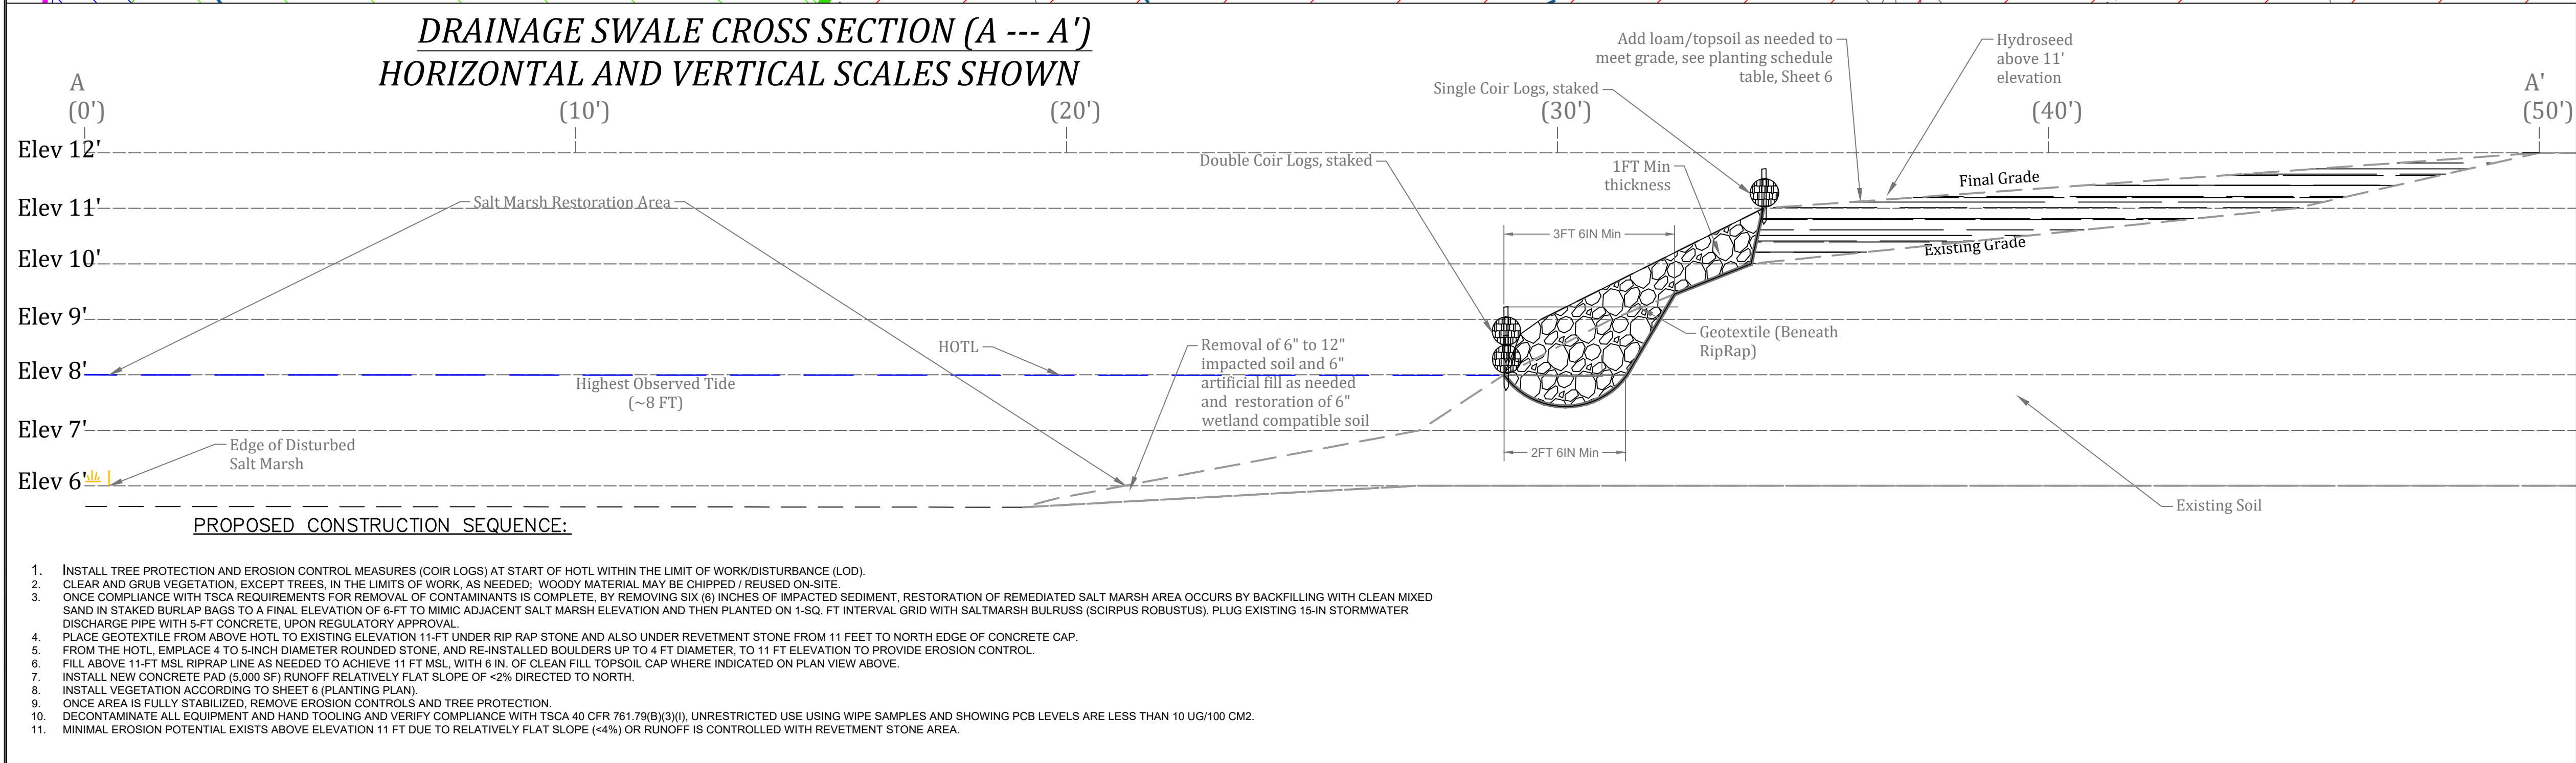 DRAINAGE SWALE CROSS SECTION (A --- A')
HORIZONTAL AND VERTICAL SCALES SHOWN
A
(0')
(10')
(20')
(30')
(40')
A'
(50')
Add loam/topsoil as needed to
meet grade, see planting schedule
table, Sheet 6
Hydroseed
above 11'
elevation
Single Coir Logs, staked
Double Coir Logs, staked
1FT Min
thickness
Elev 12'
Elev 11'
Elev 10'
Elev 9'
Elev 8'
Elev 7'
Elev 6'
Salt Marsh Restoration Area
Final Grade
Existing Grade
3FT 6IN Min
Geotextile (Beneath
RipRap)
HOTL
Highest Observed Tide
(~8 FT)
Removal of 6" to 12"
impacted soil and 6"
artificial fill as needed
and restoration of 6"
wetland compatible soil
2FT 6IN Min
Edge of Disturbed
Salt Marsh
Existing Soil
PROPOSED CONSTRUCTION SEQUENCE:
1. INSTALL TREE PROTECTION AND EROSION CONTROL MEASURES (COIR LOGS) AT START OF HOTL WITHIN THE LIMIT OF WORK/DISTURBANCE (LOD).
2. CLEAR AND GRUB VEGETATION, EXCEPT TREES, IN THE LIMITS OF WORK, AS NEEDED; WOODY MATERIAL MAY BE CHIPPED / REUSED ON-SITE.
3. ONCE COMPLIANCE WITH TSCA REQUIREMENTS FOR REMOVAL OF CONTAMINANTS IS COMPLETE, BY REMOVING SIX (6) INCHES OF IMPACTED SEDIMENT, RESTORATION OF REMEDIATED SALT MARSH AREA OCCURS BY BACKFILLING WITH CLEAN MIXED
SAND IN STAKED BURLAP BAGS TO A FINAL ELEVATION OF 6-FT TO MIMIC ADJACENT SALT MARSH ELEVATION AND THEN PLANTED ON 1-SQ. FT INTERVAL GRID WITH SALTMARSH BULRUSS (SCIRPUS ROBUSTUS). PLUG EXISTING 15-IN STORMWATER
DISCHARGE PIPE WITH 5-FT CONCRETE, UPON REGULATORY APPROVAL.
4. PLACE GEOTEXTILE FROM ABOVE HOTL TO EXISTING ELEVATION 11-FT UNDER RIP RAP STONE AND ALSO UNDER REVETMENT STONE FROM 11 FEET TO NORTH EDGE OF CONCRETE CAP.
5. FROM THE HOTL, EMPLACE 4 TO 5-INCH DIAMETER ROUNDED STONE, AND RE-INSTALLED BOULDERS UP TO 4 FT DIAMETER, TO 11 FT ELEVATION TO PROVIDE EROSION CONTROL.
6. FILL ABOVE 11-FT MSL RIPRAP LINE AS NEEDED TO ACHIEVE 11 FT MSL, WITH 6 IN. OF CLEAN FILL TOPSOIL CAP WHERE INDICATED ON PLAN VIEW ABOVE.
7. INSTALL NEW CONCRETE PAD (5,000 SF) RUNOFF RELATIVELY FLAT SLOPE OF <2% DIRECTED TO NORTH.
8. INSTALL VEGETATION ACCORDING TO SHEET 6 (PLANTING PLAN).
9. ONCE AREA IS FULLY STABILIZED, REMOVE EROSION CONTROLS AND TREE PROTECTION.
10. DECONTAMINATE ALL EQUIPMENT AND HAND TOOLING AND VERIFY COMPLIANCE WITH TSCA 40 CFR 761.79(B)(3)(I), UNRESTRICTED USE USING WIPE SAMPLES AND SHOWING PCB LEVELS ARE LESS THAN 10 UG/100 CM2.
11. MINIMAL EROSION POTENTIAL EXISTS ABOVE ELEVATION 11 FT DUE TO RELATIVELY FLAT SLOPE (<4%) OR RUNOFF IS CONTROLLED WITH REVETMENT STONE AREA.